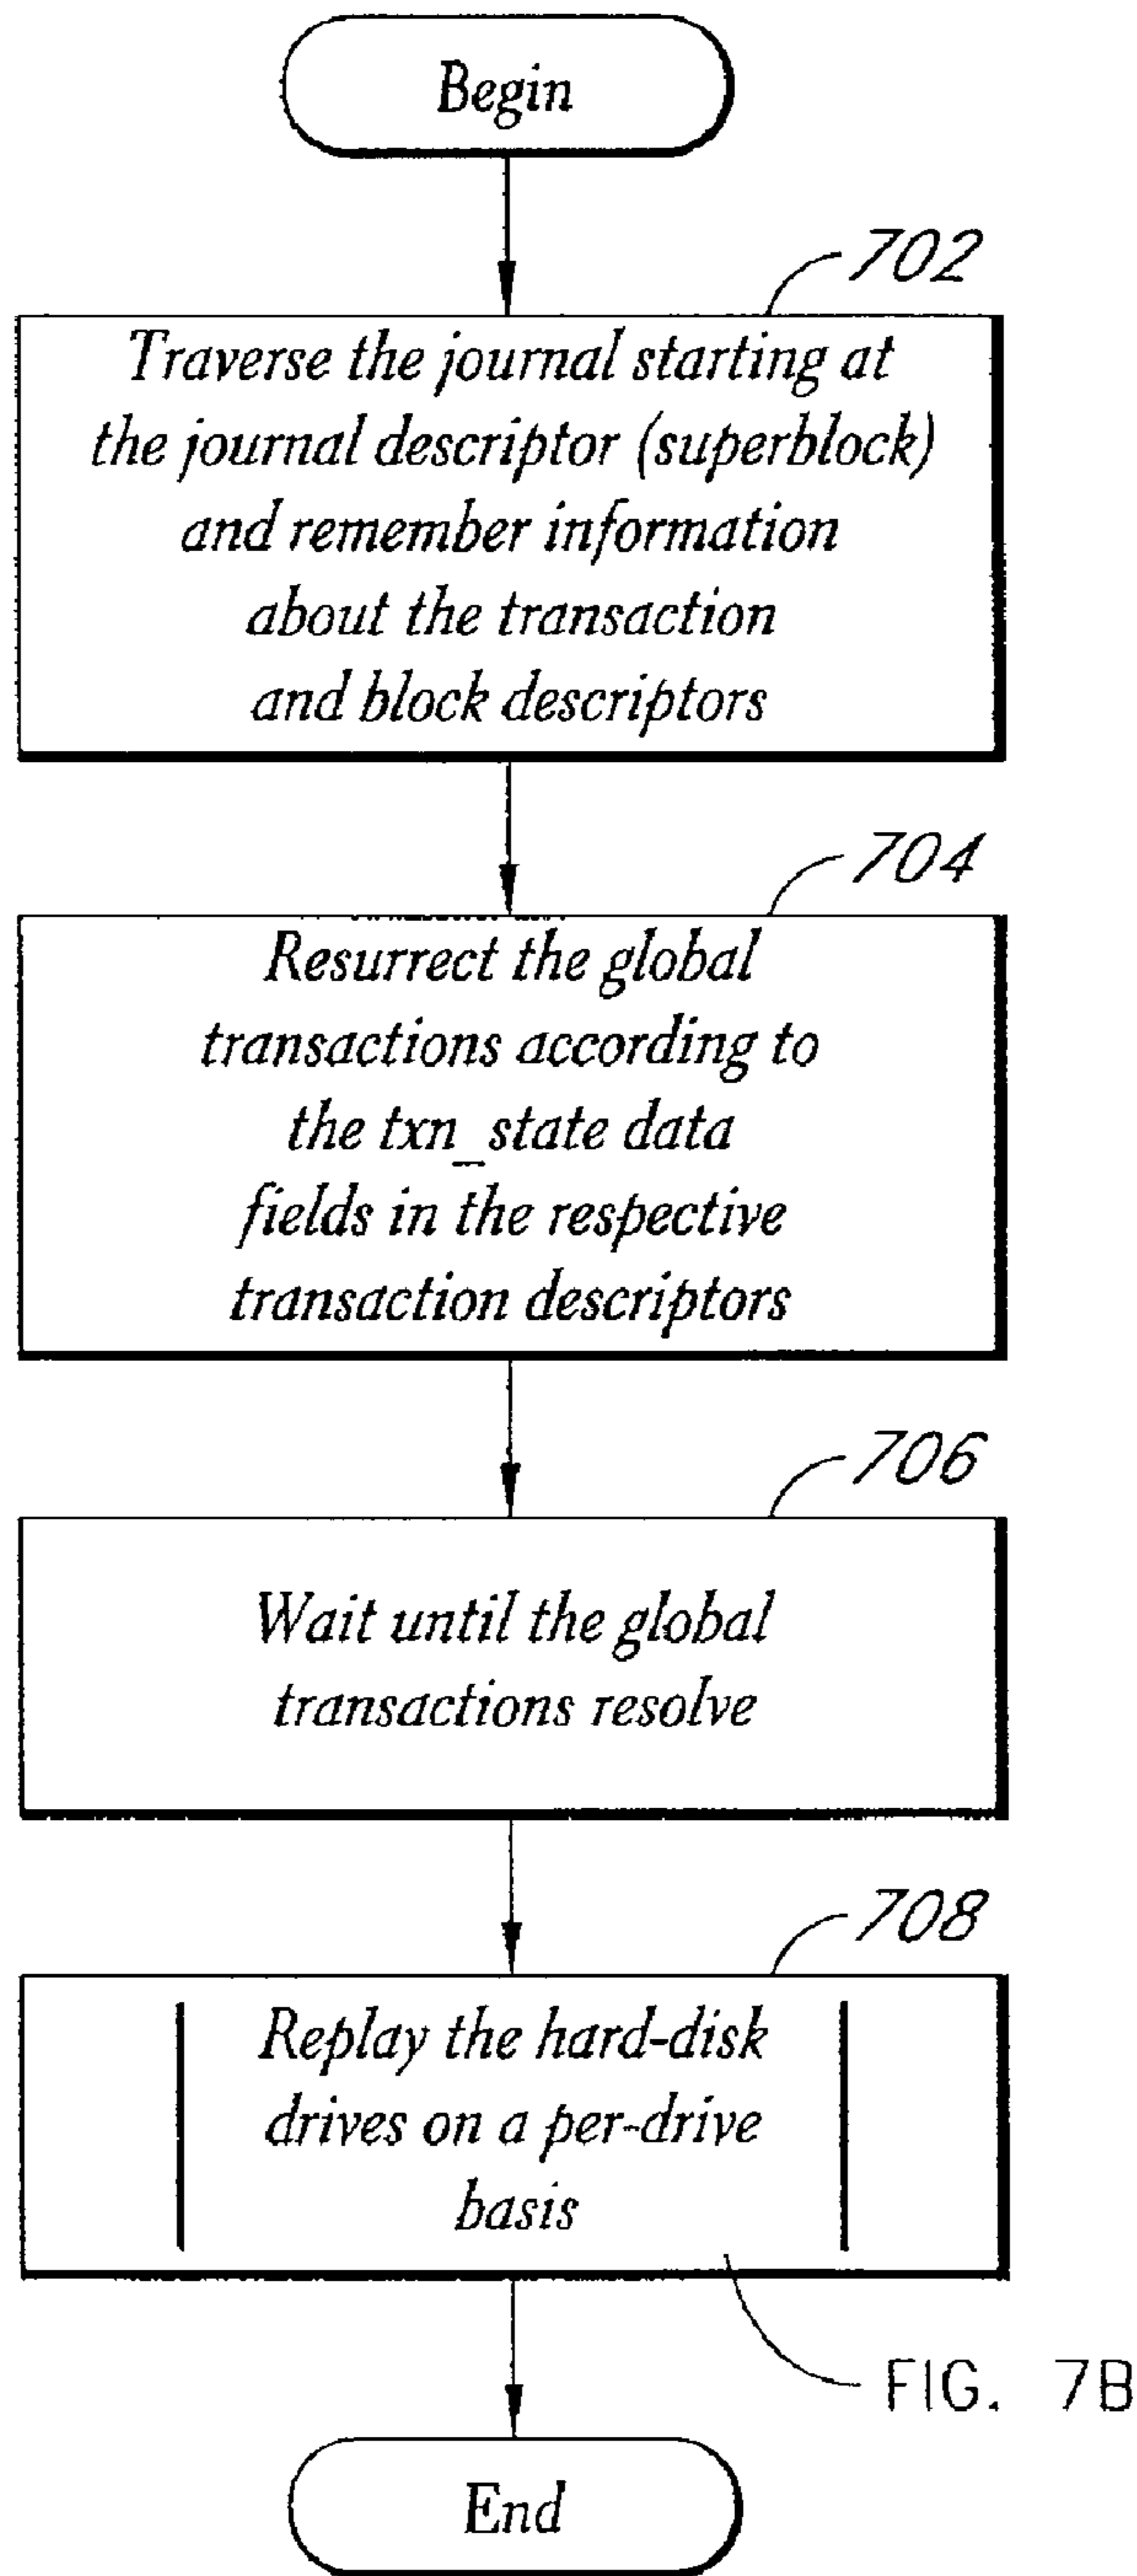 Begin
702
Traverse the journal starting at
the journal descriptor (superblock)
and remember information
about the transaction
and block descriptors
704
Resurrect the global
transactions according to
the txn_state data
fields in the respective
transaction descriptors
706
Wait until the global
transactions resolve
708
Replay the hard-disk
drives on a per-drive
basis
FIG. 7B
End